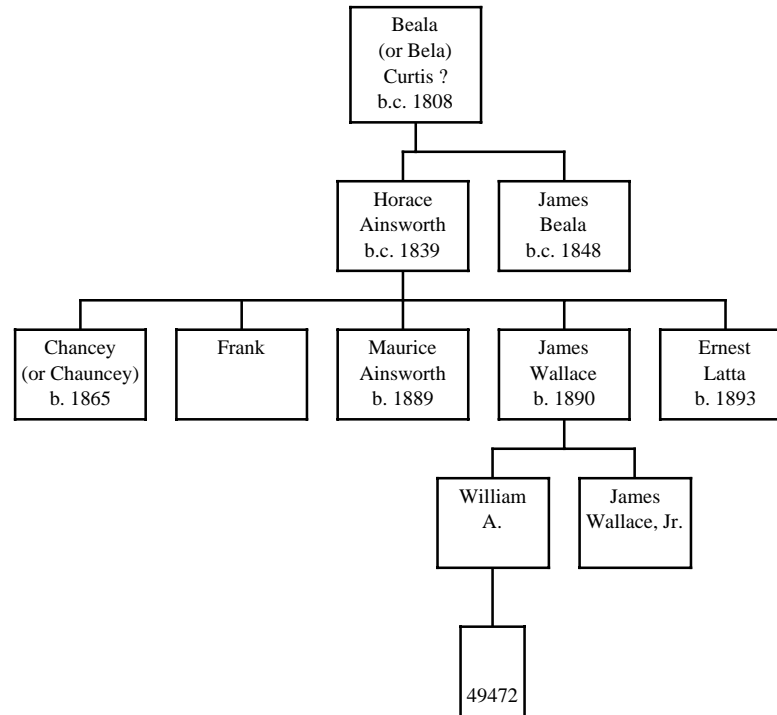 Beala
(or Bela)
Curtis ?
b.c. 1808
Horace
Ainsworth
b.c. 1839
James
Beala
b.c. 1848
Chancey
(or Chauncey)
b. 1865
Frank
Maurice
Ainsworth
b. 1889
James
Wallace
b. 1890
Ernest
Latta
b. 1893
William
A.
James
Wallace, Jr.
49472